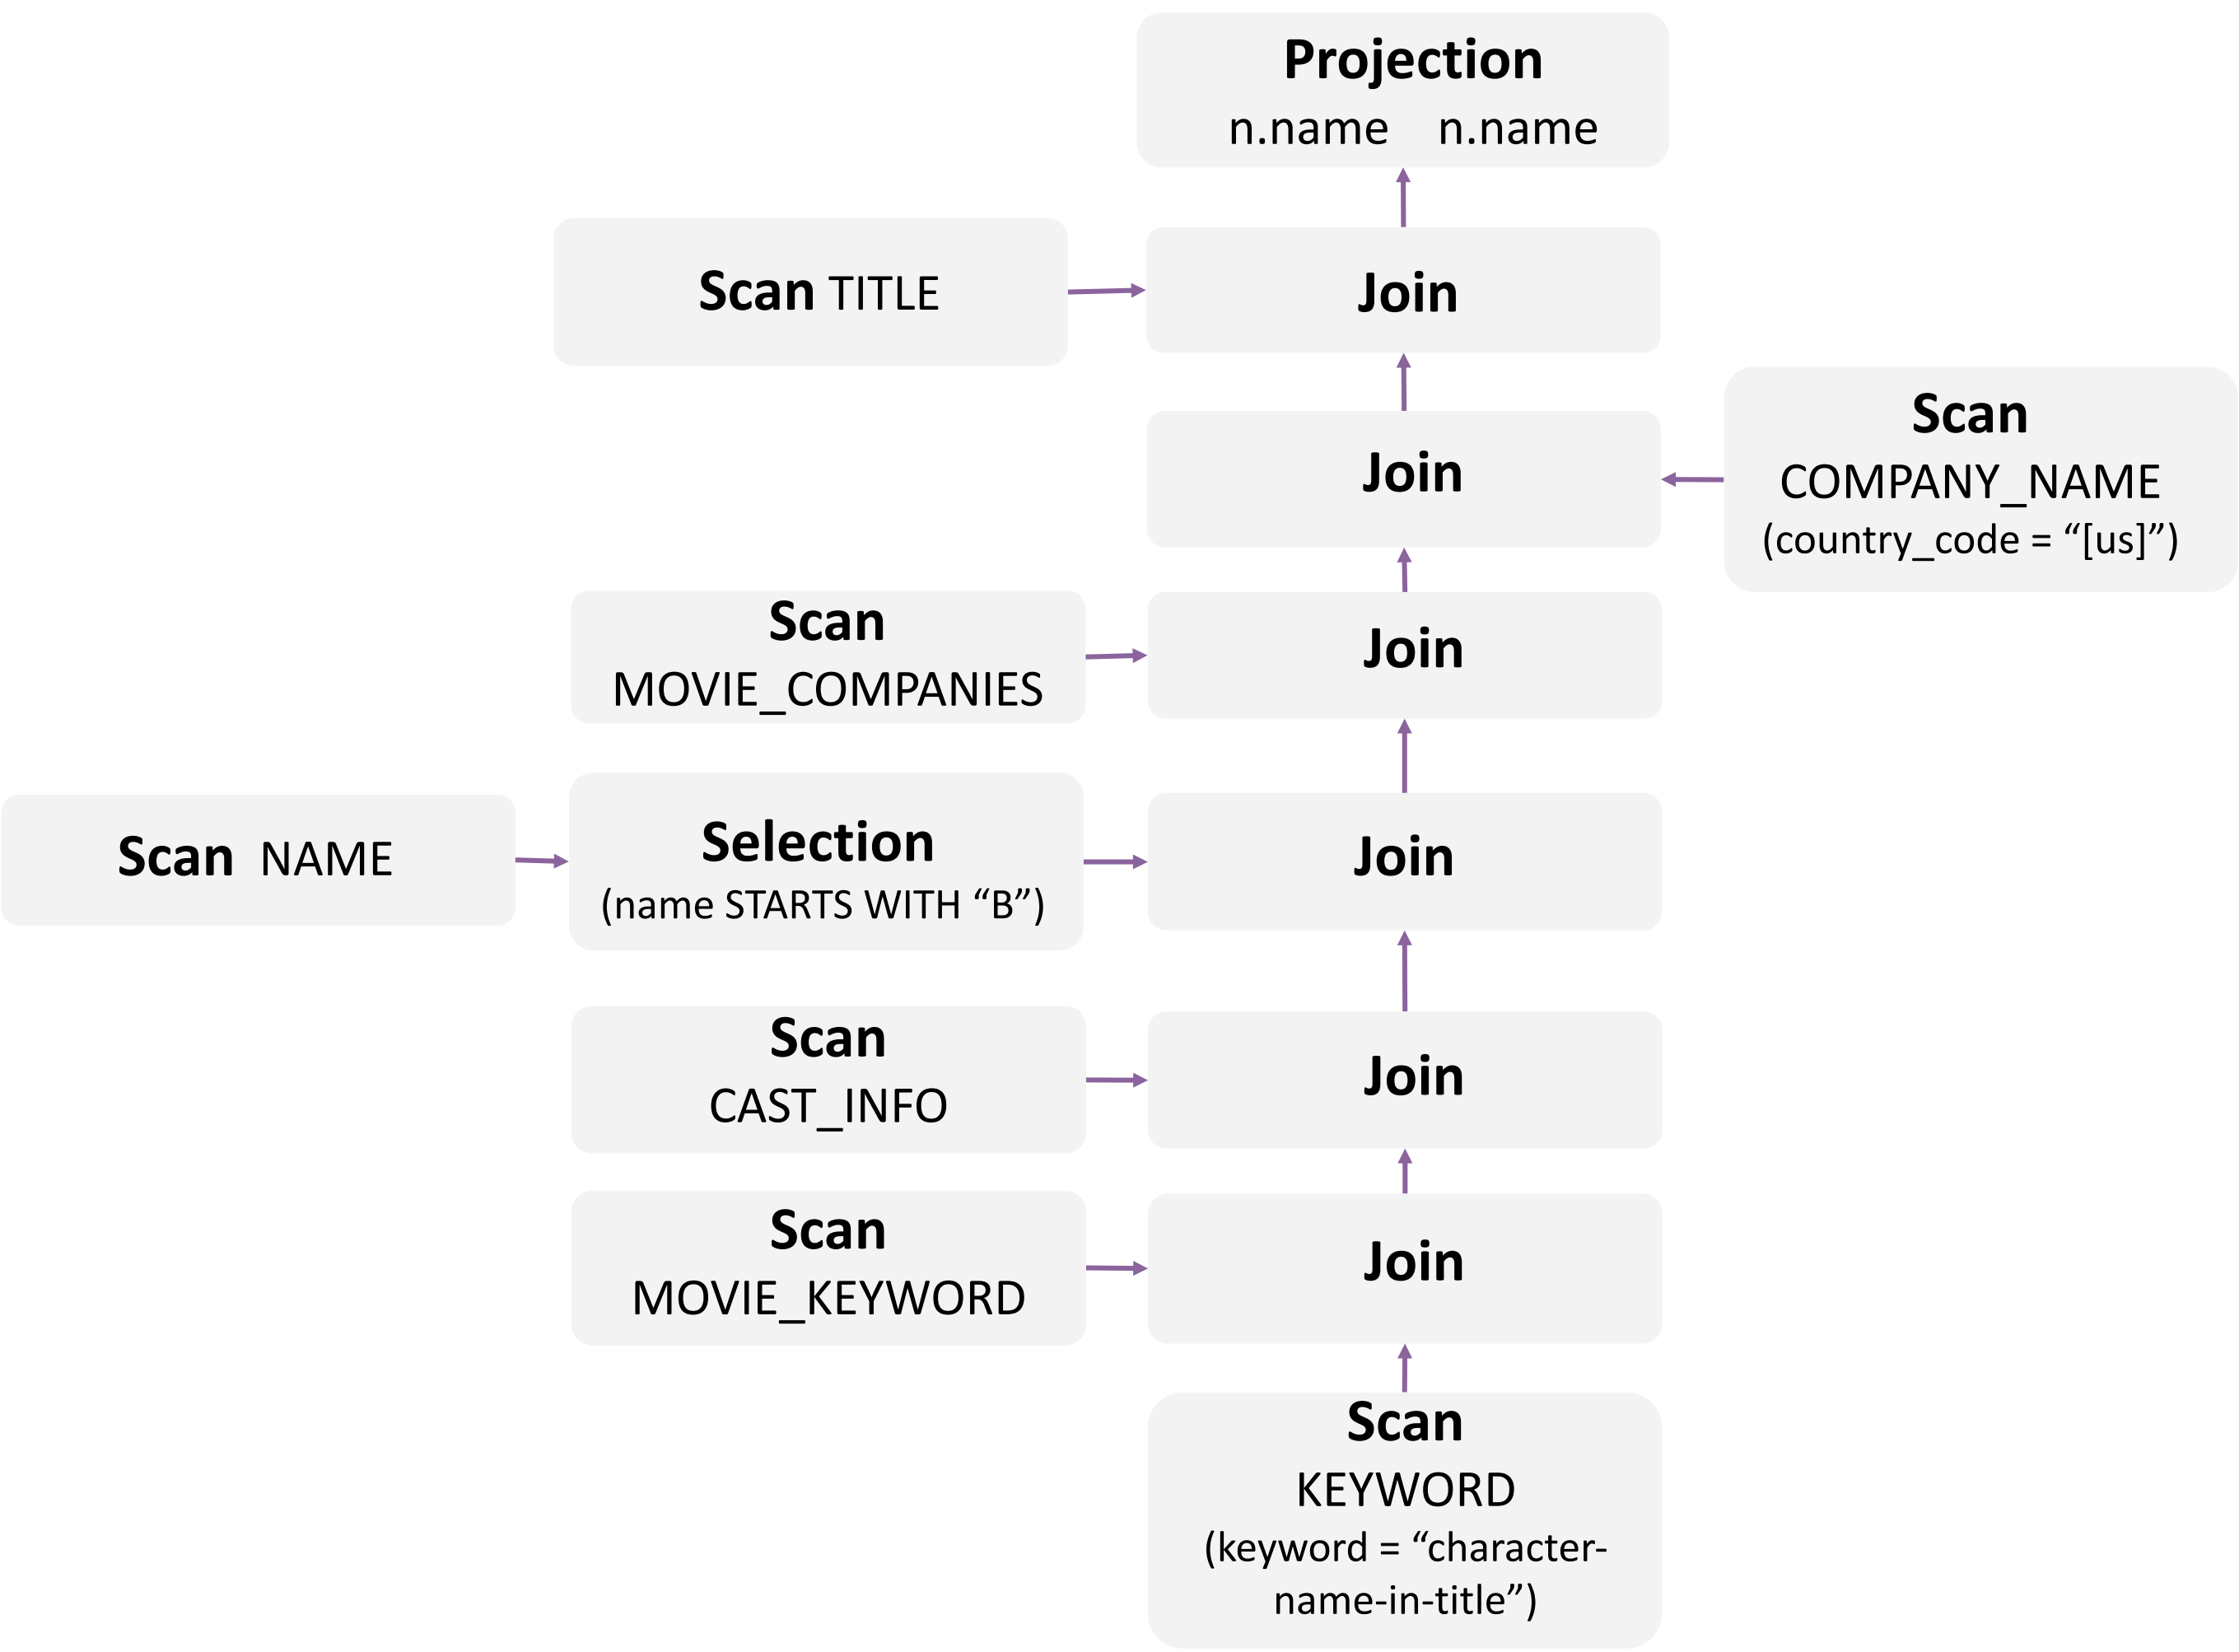 Projection
n.name n.name
Scan TITLE
Join
Join
Scan
COMPANY_NAME
(country_code = “[us]”)
Scan
MOVIE_COMPANIES
Join
Scan NAME
Selection
(name STARTS WITH “B”)
Join
Scan
CAST_INFO
Join
Scan
MOVIE_KEYWORD
Join
Scan
KEYWORD
(keyword = “character-
name-in-title”)